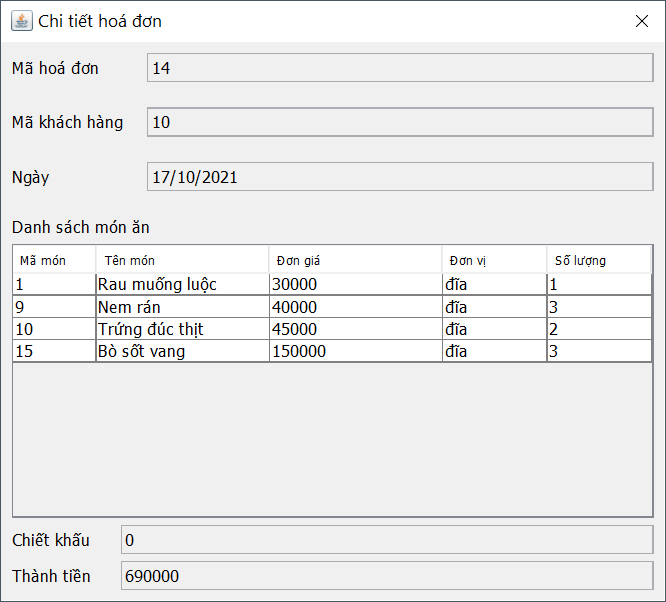 Chi tiết hoá đơn
Mã hoá đơn 14
Mã khách hàng 10
Ngày 17/10/2021
Danh sách món ăn
Mã món Tên món Đơn giá Đơn vị Số lượng
1 Rau muống luộc 30000 đĩa 1
9 Nem rán 40000 đĩa 3
10 Trứng đúc thịt 45000 đĩa 2
15 Bò sốt vang 150000 đĩa 3
Chiết khấu 0
Thành tiền 690000